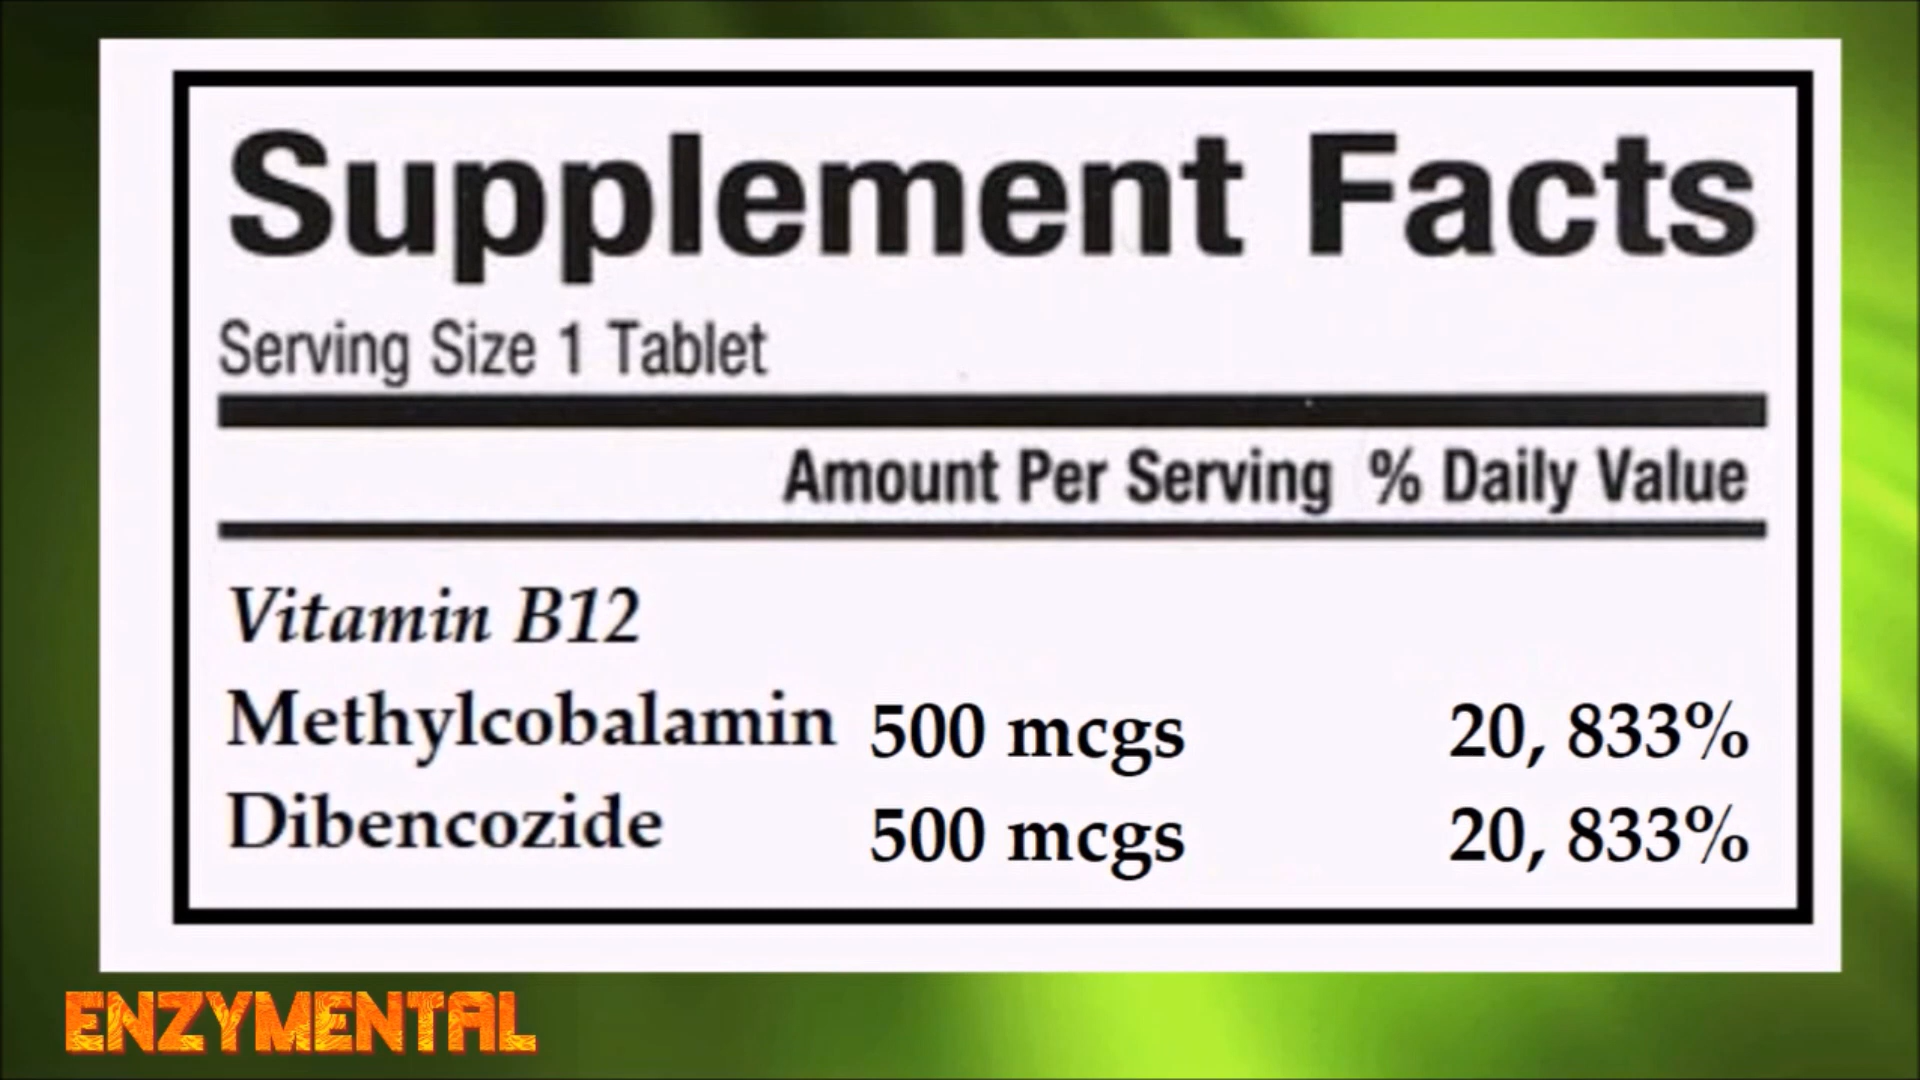 Supplement Facts
Serving Size 1 Tablet
Amount Per Serving % Daily Value
Vitamin B12
Methylcobalamin 500 mcgs 20, 833%
Dibencozide 500 mcgs 20, 833%
ENZYMENTAL